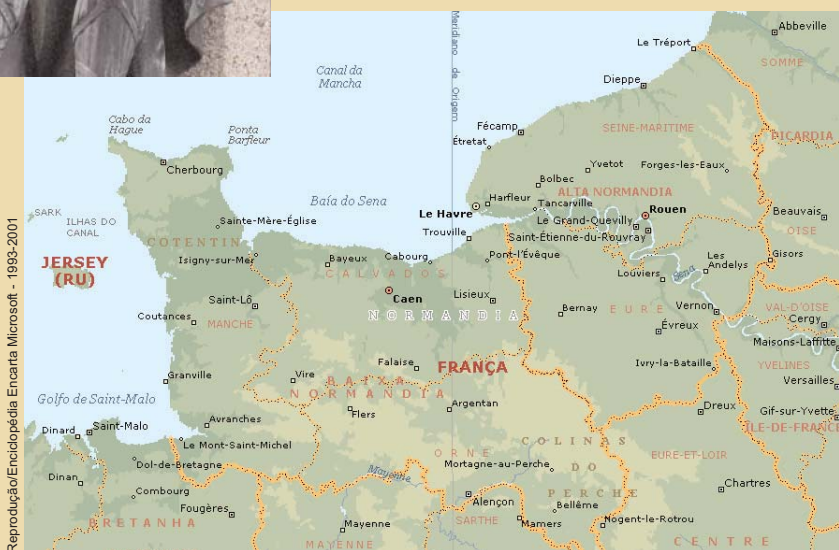 Abbeville
Le Tréport
Canal da
Mancha
Meridiano de Origem
SOMME
Dieppe
Cabo da
Hague
Ponta
Barfleur
Fécamp
Étretat
SEINE-MARITIME
PICARDIA
Cherbourg
Yvetot
Forges-les-Eaux
Bolbec
ALTA NORMANDIA
Baía do Sena
Harfleur
Tancarville
Le Havre
Rouen
Beauvais
SARK
ILHAS DO
CANAL
Sainte-Mère-Église
Le Grand-Quevilly
Trouville
Saint-Étienne-du-Rouvray
OISE
COTENTIN
JERSEY
(RU)
Isigny-sur-Mer
Bayeux
Cabourg
Pont-l'Évêque
Les
Andelys
Gisors
CALVADOS
Louviers
Sena
Saint-Lô
Caen
Lisieux
Bernay
EURE
Vernon
VAL-D'OISE
Coutances
MANCHE
NORMANDIA
Évreux
Cergy
Maisons-Laffitte
Falaise
FRANÇA
Ivry-la-Bataille
YVELINES
Granville
Vire
BAIXA
NORMANDIA
Versailles
Golfo de Saint-Malo
Flers
Argentan
Dreux
Gif-sur-Yvette
ÎLE-DE-FRANCE
Dinard
Saint-Malo
Avranches
Le Mont-Saint-Michel
COLINAS
DO
PERCHE
ORNE
EURE-ET-LOIR
Dol-de-Bretagne
Mortagne-au-Perche
Dinan
Mayenne
Chartres
Combourg
Alençon
Bellême
Fougères
BRETANHA
Mayenne
SARTHE
Mamers
Nogent-le-Rotrou
MAYENNE
CENTRE
Reprodução/Enciclopédia Encarta Microsoft - 1993-2001